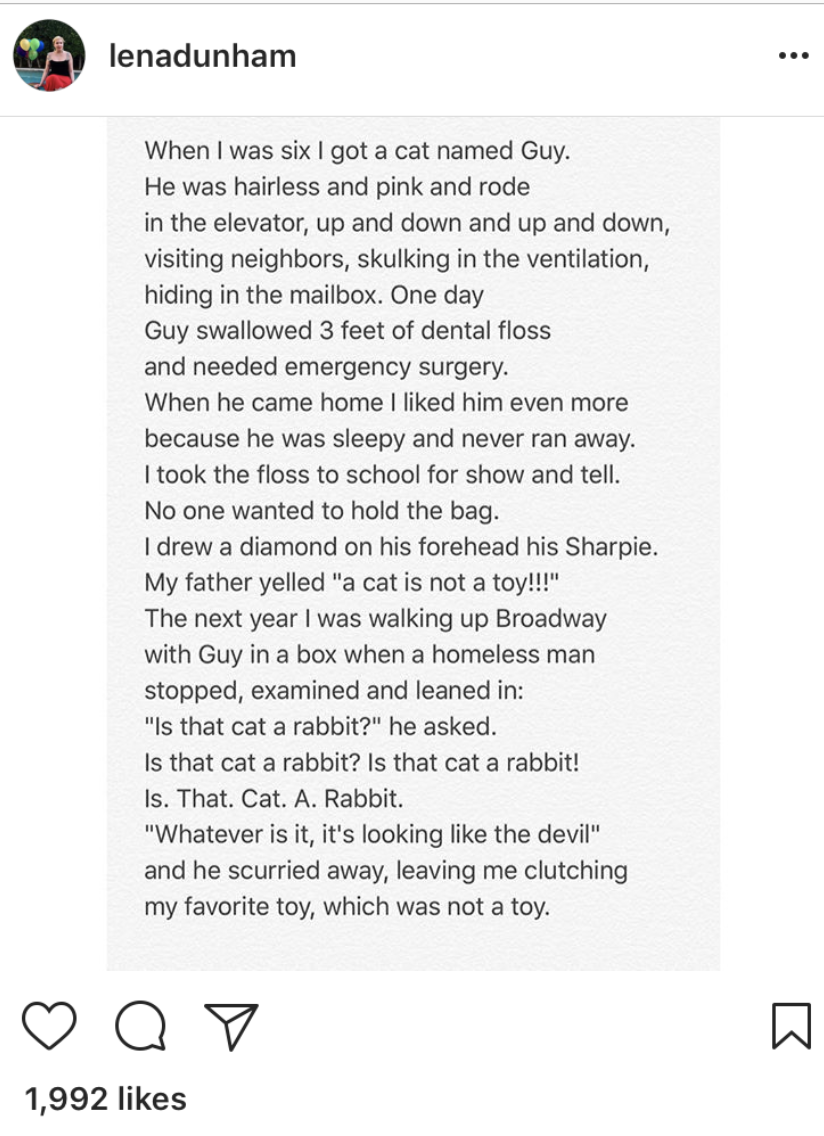 lenadunham
When I was six I got a cat named Guy.
He was hairless and pink and rode
in the elevator, up and down and up and down,
visiting neighbors, skulking in the ventilation,
hiding in the mailbox. One day
Guy swallowed 3 feet of dental floss
and needed emergency surgery.
When he came home I liked him even more
because he was sleepy and never ran away.
I took the floss to school for show and tell.
No one wanted to hold the bag.
I drew a diamond on his forehead his Sharpie.
My father yelled "a cat is not a toy!!!"
The next year I was walking up Broadway
with Guy in a box when a homeless man
stopped, examined and leaned in:
"Is that cat a rabbit?" he asked.
Is that cat a rabbit? Is that cat a rabbit!
Is. That. Cat. A. Rabbit.
"Whatever is it, it's looking like the devil"
and he scurried away, leaving me clutching
my favorite toy, which was not a toy.
1,992 likes